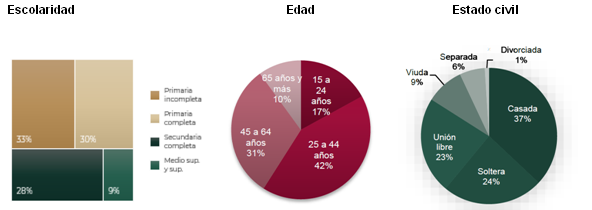 Escolaridad
33%
30%
28%
9%
Primaria
incompleta
Primaria
completa
Secundaria
completa
Medio sup.
y sup.
Edad
65 años y
más
10%
15 a
24
años
17%
45 a 64
años
31%
25 a 44
años
42%
Estado civil
Divorciada
1%
Separada
6%
Viuda
9%
Casada
37%
Unión
libre
23%
Soltera
24%